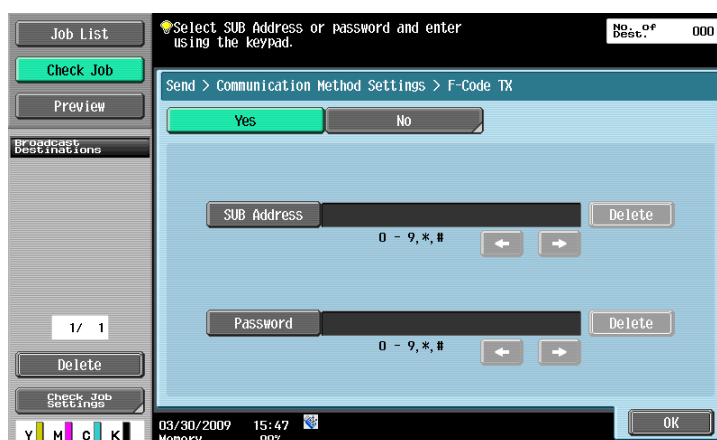 Job List
Check Job
Preview
Broadcast
Destinations
1/ 1
Delete
Check Job
Settings
Y M C K
Select SUB Address or password and enter
using the keypad.
No. of
Dest. 000
Send > Communication Method Settings > F-Code TX
Yes No
SUB Address Delete
0 - 9,*,#
Password Delete
0 - 9,*,#
03/30/2009 15:47
Memory 00%
OK